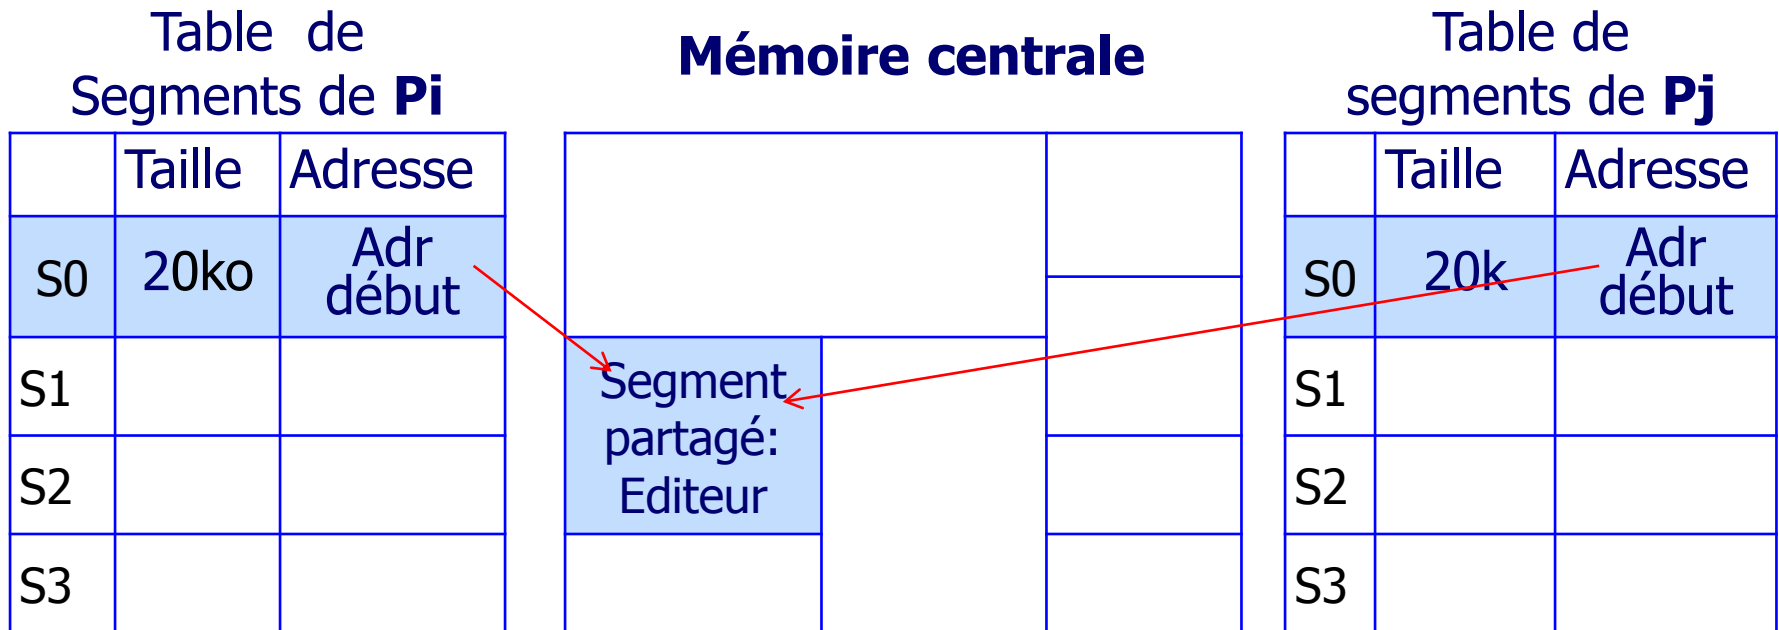 Table de
Segments de Pi
Taille Adresse
S0 20ko Adr
début
S1
S2
S3
Mémoire centrale
Segment
partagé:
Editeur
Table de
segments de Pj
Taille Adresse
S0 20k Adr
début
S1
S2
S3